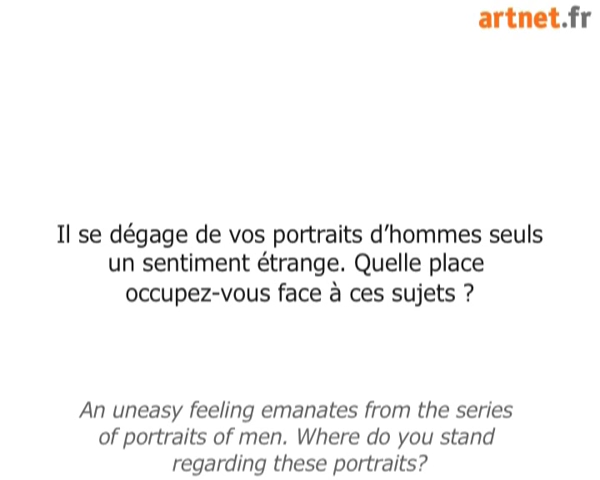 artnet.fr
Il se dégage de vos portraits d’hommes seuls
un sentiment étrange. Quelle place
occupez-vous face à ces sujets ?
An uneasy feeling emanates from the series
of portraits of men. Where do you stand
regarding these portraits?